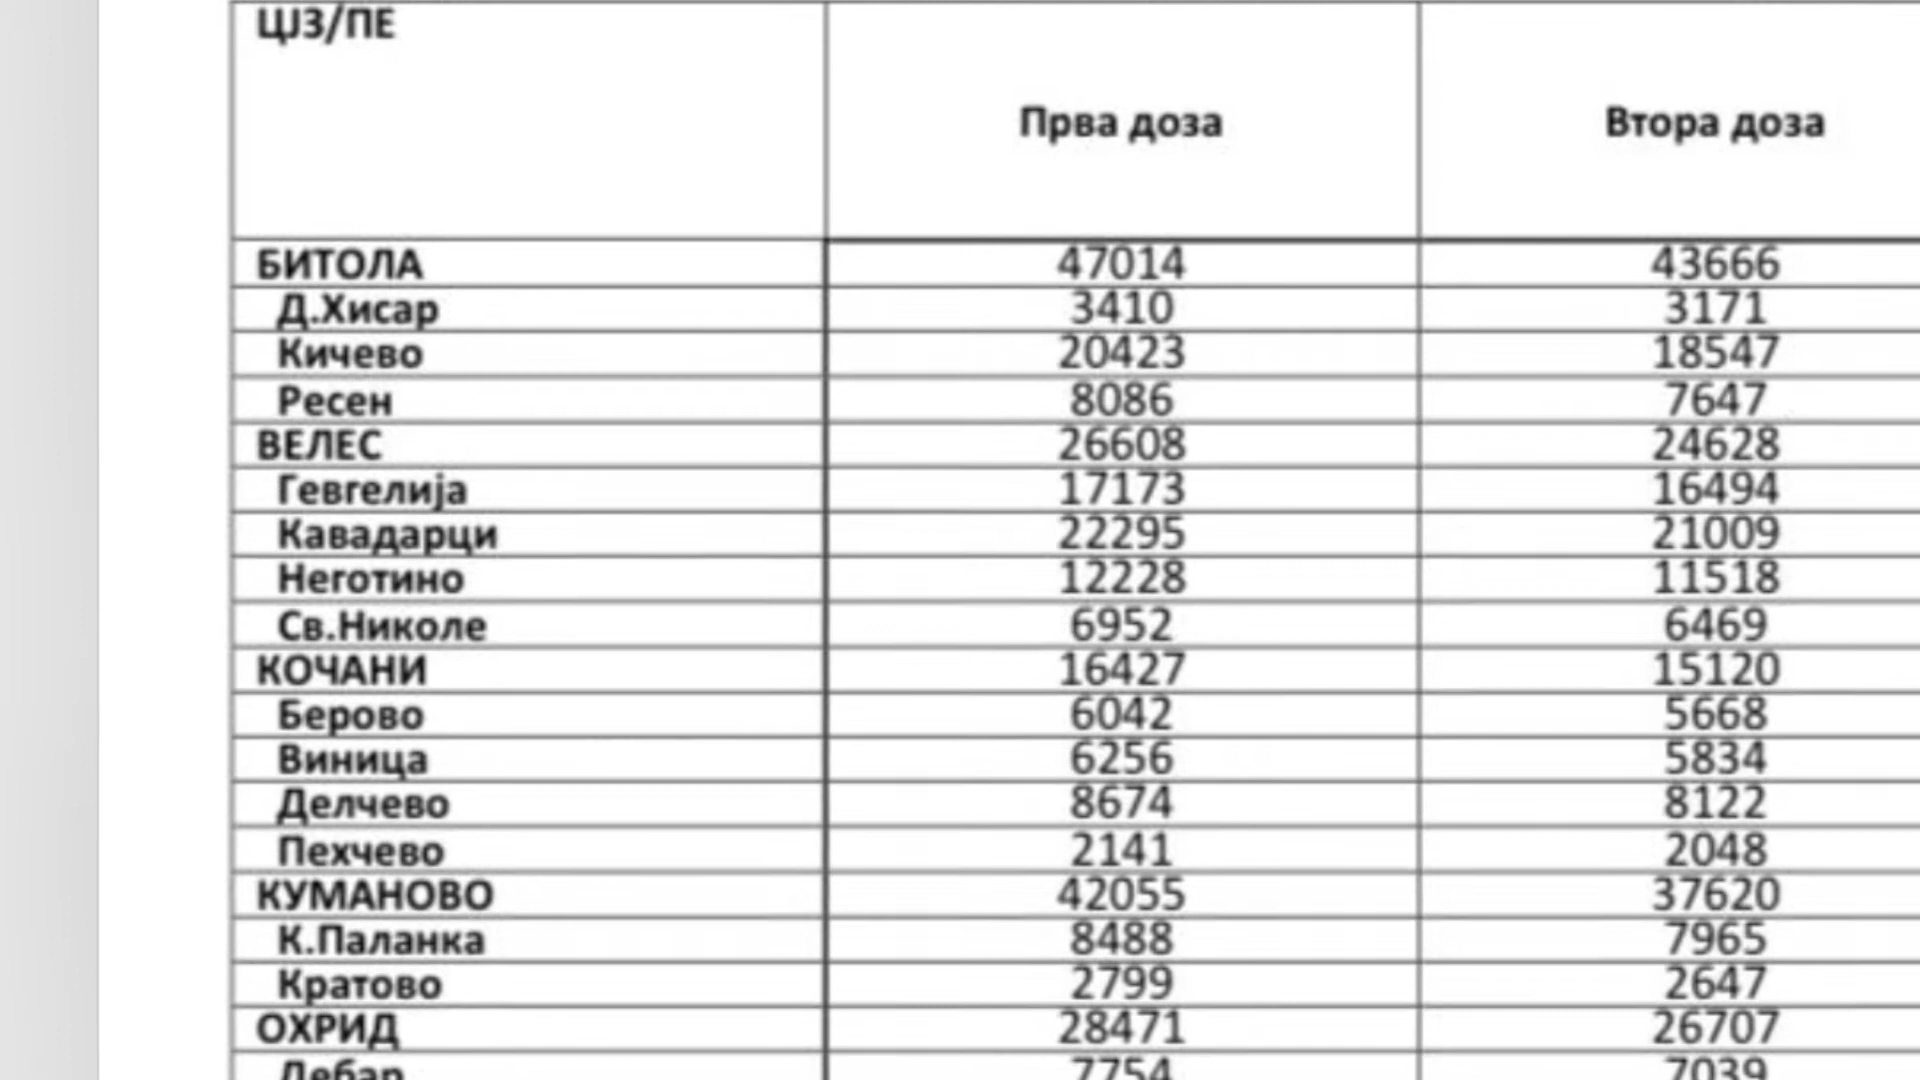 ЦЈЗ/ПЕ Прва доза Втора доза
БИТОЛА 47014 43666
Д.Хисар 3410 3171
Кичево 20423 18547
Ресен 8086 7647
ВЕЛЕС 26608 24628
Гевгелија 17173 16494
Кавадарци 22295 21009
Неготино 12228 11518
Св.Николе 6952 6469
КОЧАНИ 16427 15120
Берово 6042 5668
Виница 6256 5834
Делчево 8674 8122
Пехчево 2141 2048
КУМАНОВО 42055 37620
К.Паланка 8488 7965
Кратово 2799 2647
ОХРИД 28471 26707
Дебар 7754 7039